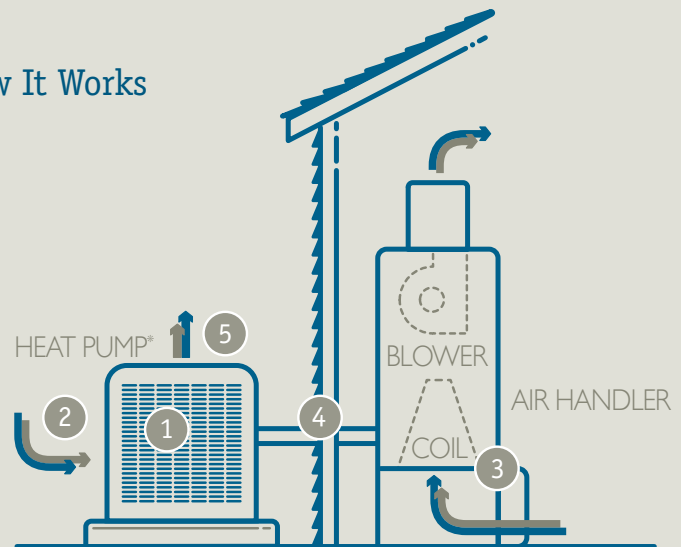 It Works
HEAT PUMP*
5
2
1
4
BLOWER
COIL
AIR HANDLER
3